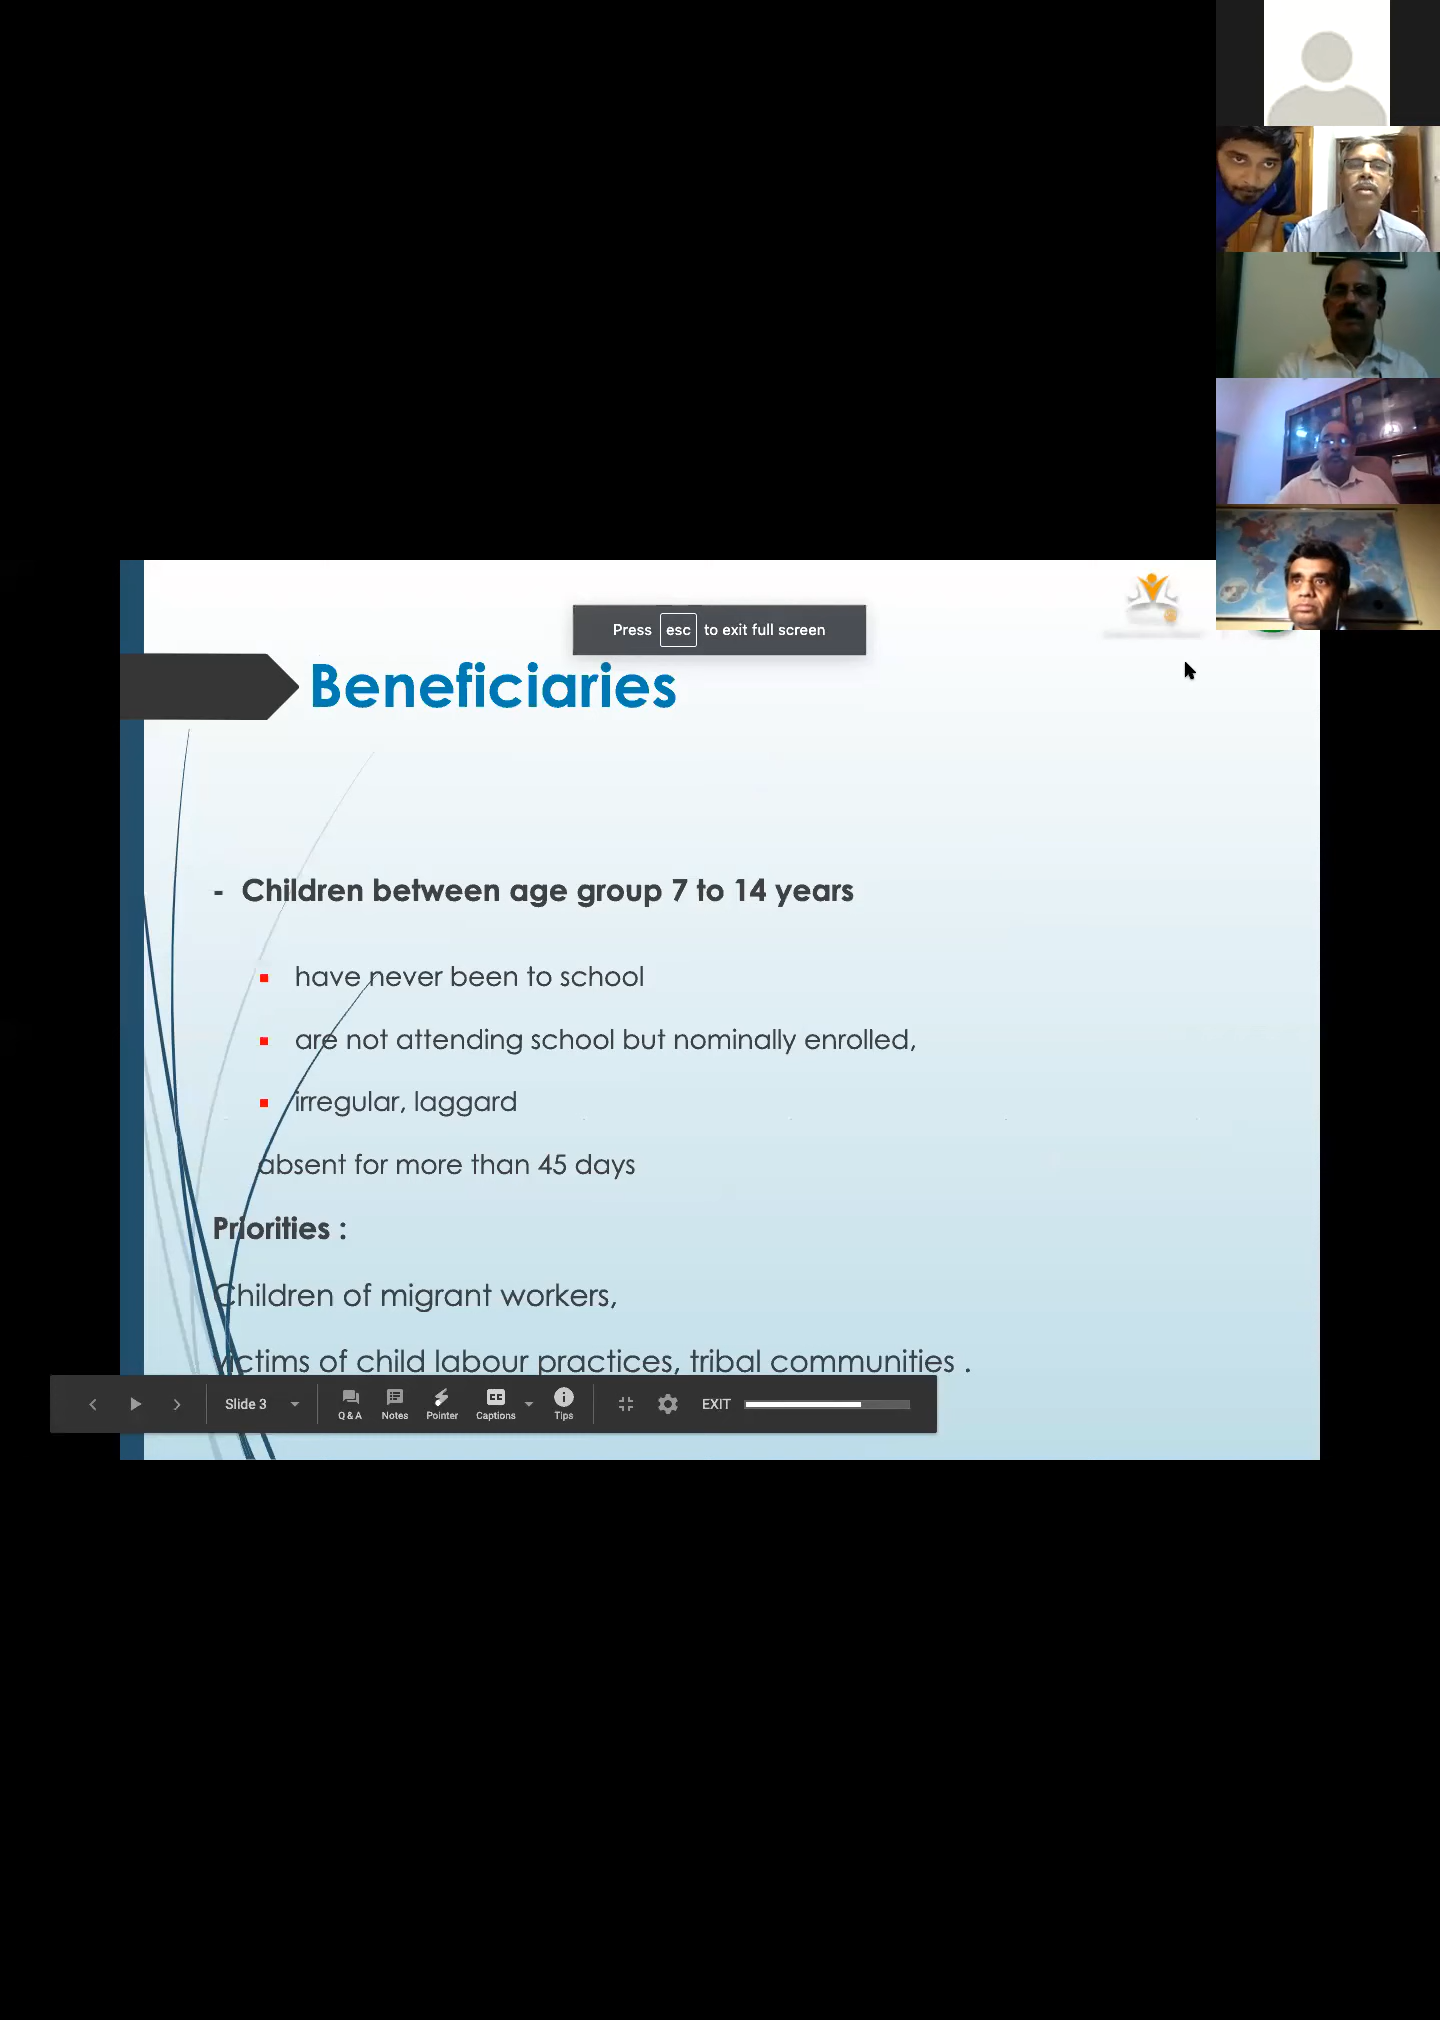 Press esc to exit full screen
Beneficiaries
- Children between age group 7 to 14 years
▪ have never been to school
▪ are not attending school but nominally enrolled,
▪ irregular, laggard
absent for more than 45 days
Priorities :
Children of migrant workers,
victims of child labour practices, tribal communities .
Slide 3
Q & A
Notes
Pointer
CC
Captions
Tips
EXIT